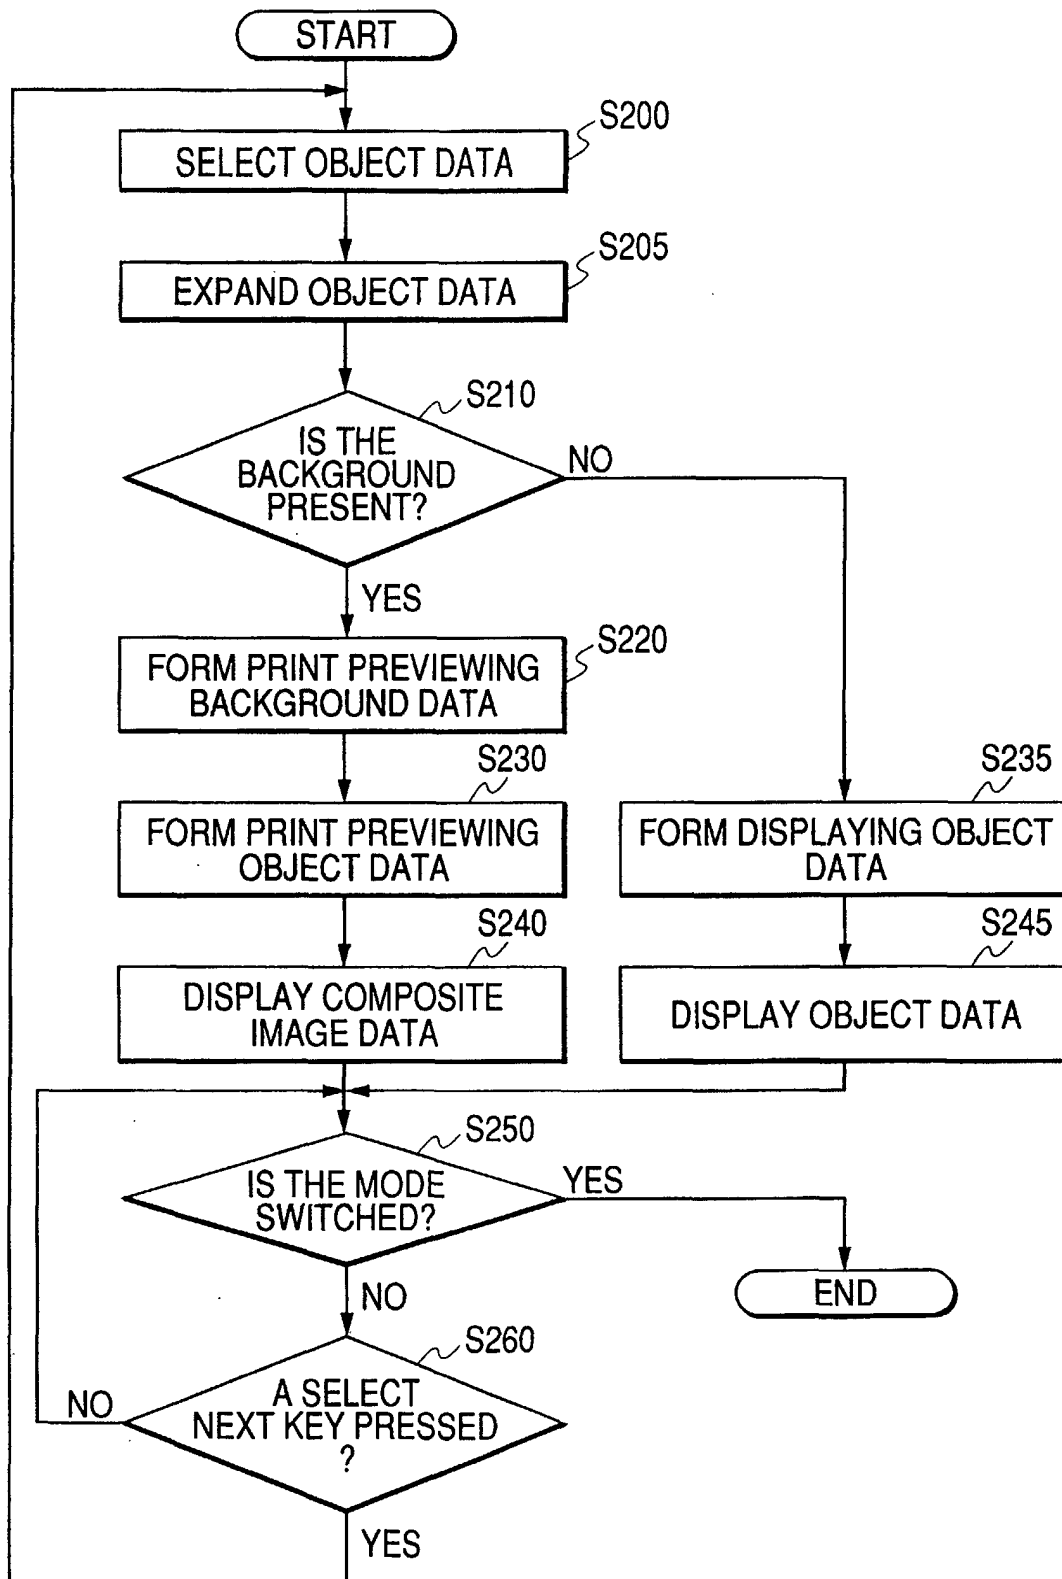 START
S200
SELECT OBJECT DATA
S205
EXPAND OBJECT DATA
S210
IS THE
BACKGROUND
PRESENT?
NO
YES
S220
FORM PRINT PREVIEWING
BACKGROUND DATA
S230
FORM PRINT PREVIEWING
OBJECT DATA
S235
FORM DISPLAYING OBJECT
DATA
S240
DISPLAY COMPOSITE
IMAGE DATA
S245
DISPLAY OBJECT DATA
S250
IS THE MODE
SWITCHED?
YES
END
NO
S260
A SELECT
NEXT KEY PRESSED
?
NO
YES